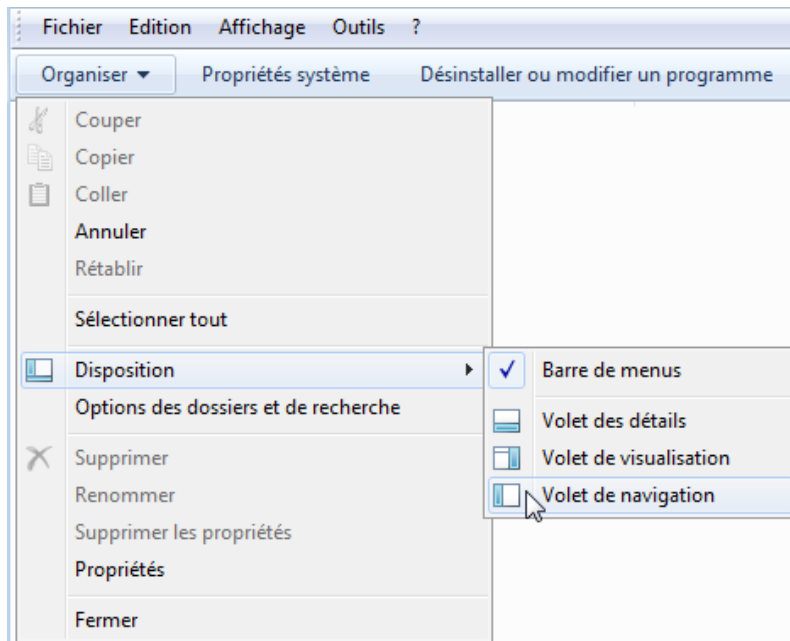 Fichier Edition Affichage Outils ?
Organiser Propriétés système Désinstaller ou modifier un programme
Couper
Copier
Coller
Annuler
Rétablir
Sélectionner tout
Disposition
Barre de menus
Options des dossiers et de recherche
Volet des détails
Supprimer
Volet de visualisation
Renommer
Volet de navigation
Supprimer les propriétés
Propriétés
Fermer